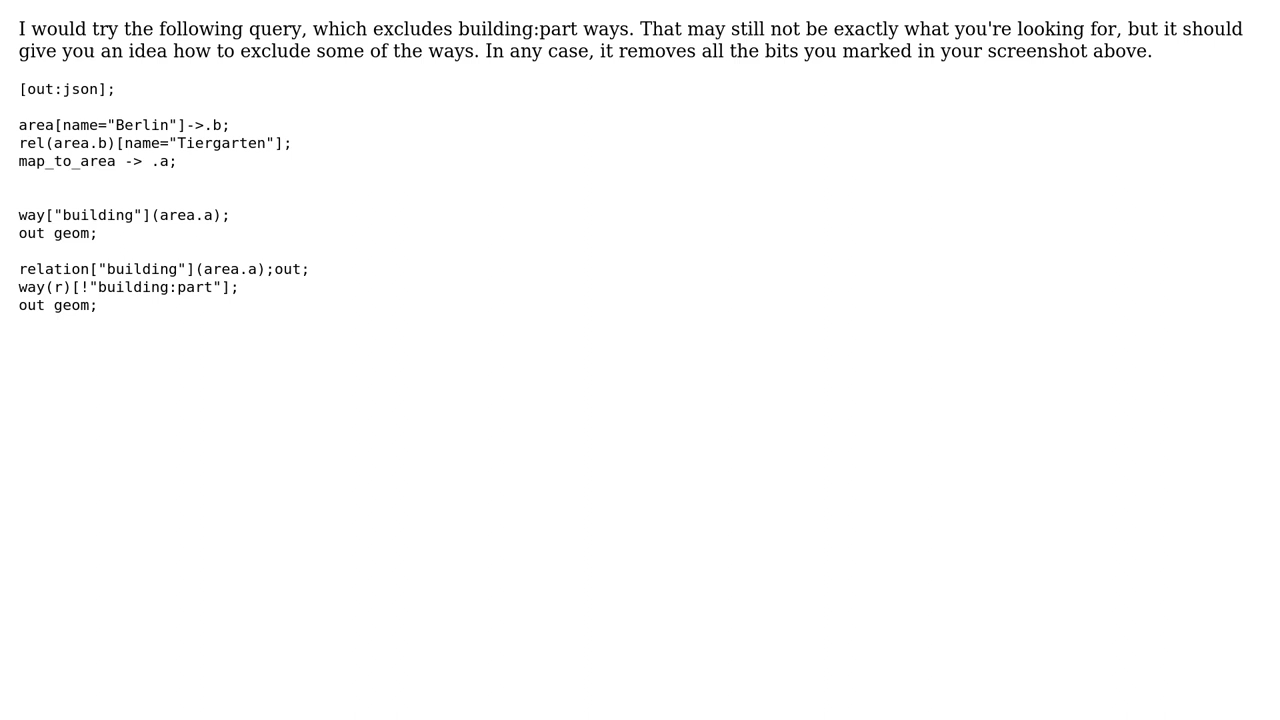 I would try the following query, which excludes building:part ways. That may still not be exactly what you're looking for, but it should
give you an idea how to exclude some of the ways. In any case, it removes all the bits you marked in your screenshot above.
[out:json];
area[name="Berlin"]->.b;
rel(area.b)[name="Tiergarten"];
map_to_area -> .a;
way["building"](area.a);
out geom;
relation["building"](area.a);out;
way(r)[!"building:part"];
out geom;